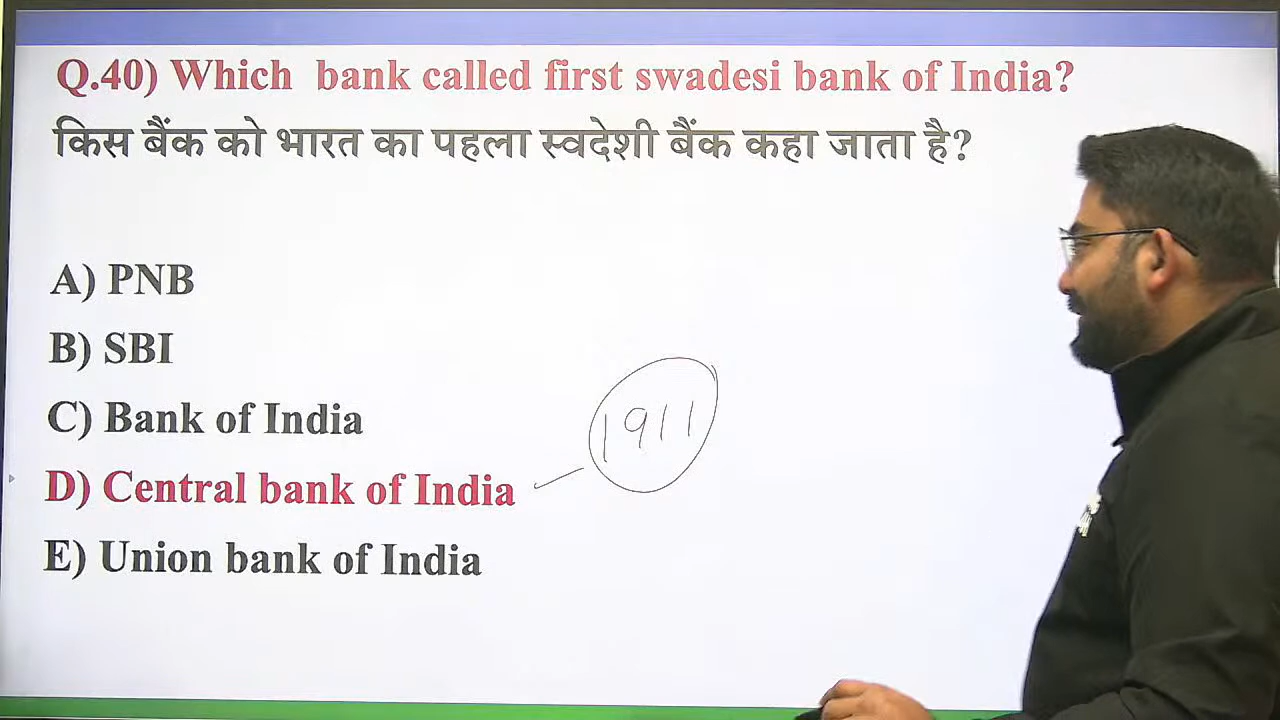 Q.40) Which bank called first swadesi bank of India?
किस बैंक को भारत का पहला स्वदेशी बैंक कहा जाता है?
A) PNB
B) SBI
C) Bank of India
1911
D) Central bank of India
E) Union bank of India